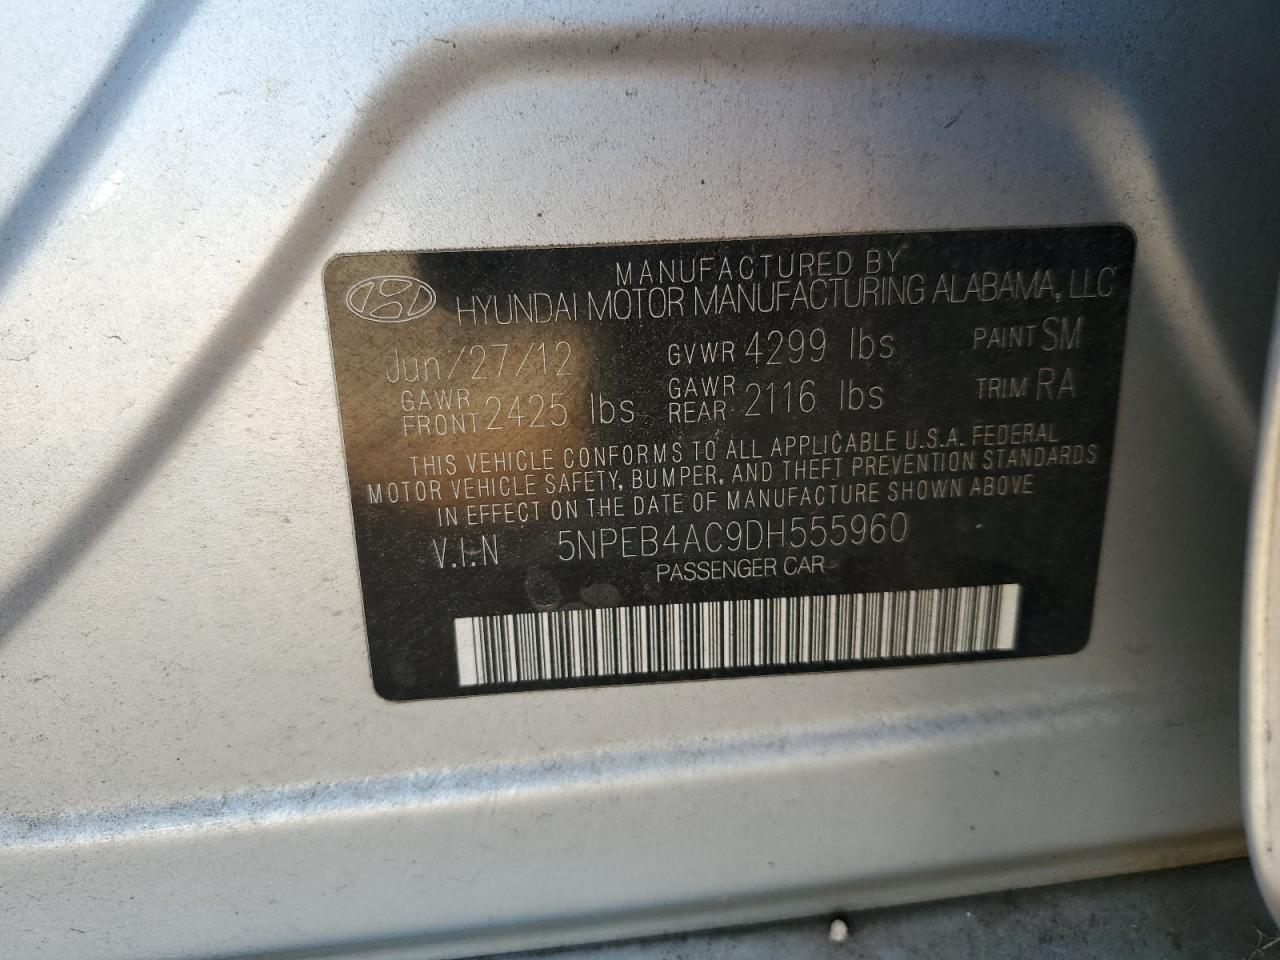 MANUFACTURED BY
HYUNDAI MOTOR MANUFACTURING ALABAMA, LLC
Jun/27/12 GVWR 4299 lbs PAINT SM
GAWR FRONT 2425 lbs GAWR REAR 2116 lbs TRIM RA
THIS VEHICLE CONFORMS TO ALL APPLICABLE U.S.A. FEDERAL
MOTOR VEHICLE SAFETY, BUMPER, AND THEFT PREVENTION STANDARDS
IN EFFECT ON THE DATE OF MANUFACTURE SHOWN ABOVE
V.I.N 5NPEB4AC9DH555960
PASSENGER CAR